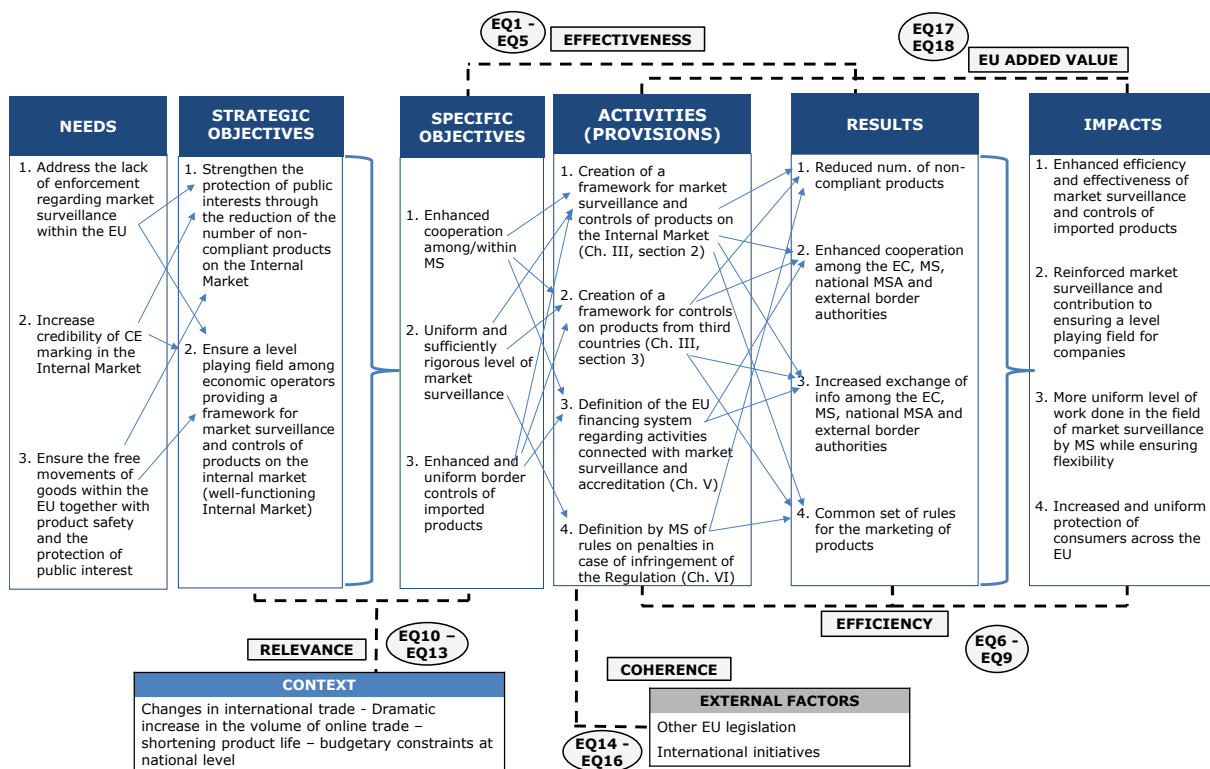 EQ1 -
EQ5
EFFECTIVENESS
EQ17
EQ18
EU ADDED VALUE
NEEDS
1. Address the lack
of enforcement
regarding market
surveillance
within the EU
2. Increase
credibility of CE
marking in the
Internal Market
3. Ensure the free
movements of
goods within the
EU together with
product safety
and the
protection of
public interest
STRATEGIC
OBJECTIVES
1. Strengthen the
protection of public
interests through
the reduction of the
number of non-
compliant products
on the Internal
Market
2. Ensure a level
playing field among
economic operators
providing a
framework for
market surveillance
and controls of
products on the
internal market
(well-functioning
Internal Market)
SPECIFIC
OBJECTIVES
1. Enhanced
cooperation
among/within
MS
2. Uniform and
sufficiently
rigorous level of
market
surveillance
3. Enhanced and
uniform border
controls of
imported
products
ACTIVITIES
(PROVISIONS)
1. Creation of a
framework for market
surveillance and
controls of products on
the Internal Market
(Ch. III, section 2)
2. Creation of a
framework for controls
on products from third
countries (Ch. III,
section 3)
3. Definition of the EU
financing system
regarding activities
connected with market
surveillance and
accreditation (Ch. V)
4. Definition by MS of
rules on penalties in
case of infringement of
the Regulation (Ch. VI)
RESULTS
1. Reduced num. of non-
compliant products
2. Enhanced cooperation
among the EC, MS,
national MSA and
external border
authorities
3. Increased exchange of
info among the EC,
MS, national MSA and
external border
authorities
4. Common set of rules
for the marketing of
products
IMPACTS
1. Enhanced efficiency
and effectiveness of
market surveillance
and controls of
imported products
2. Reinforced market
surveillance and
contribution to
ensuring a level
playing field for
companies
3. More uniform level of
work done in the field
of market surveillance
by MS while ensuring
flexibility
4. Increased and uniform
protection of
consumers across the
EU
RELEVANCE
EQ10 –
EQ13
EFFICIENCY
EQ6 -
EQ9
COHERENCE
EQ14 -
EQ16
CONTEXT
Changes in international trade - Dramatic
increase in the volume of online trade –
shortening product life – budgetary constraints at
national level
EXTERNAL FACTORS
Other EU legislation
International initiatives